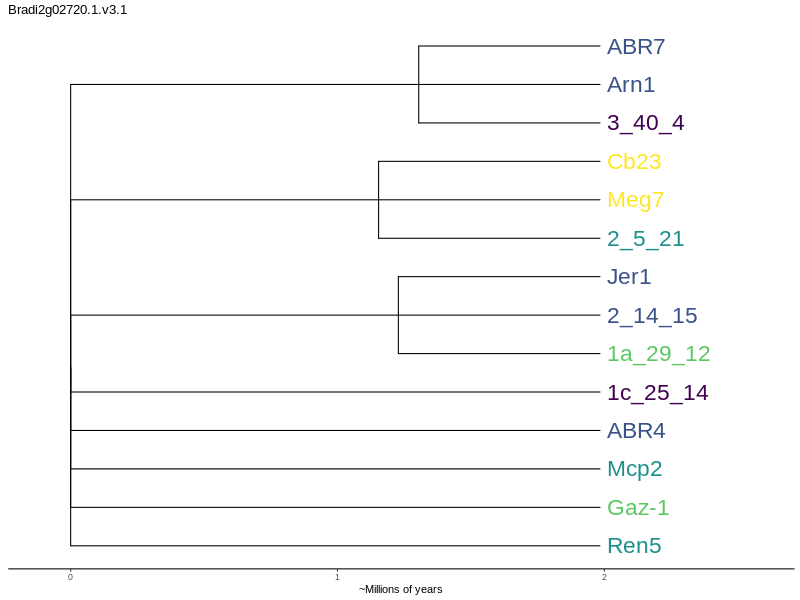 Bradi2g02720.1.v3.1
ABR7
Arn1
3_40_4
Cb23
Meg7
2_5_21
Jer1
2_14_15
1a_29_12
1c_25_14
ABR4
Mcp2
Gaz-1
Ren5
0 1 2
~Millions of years